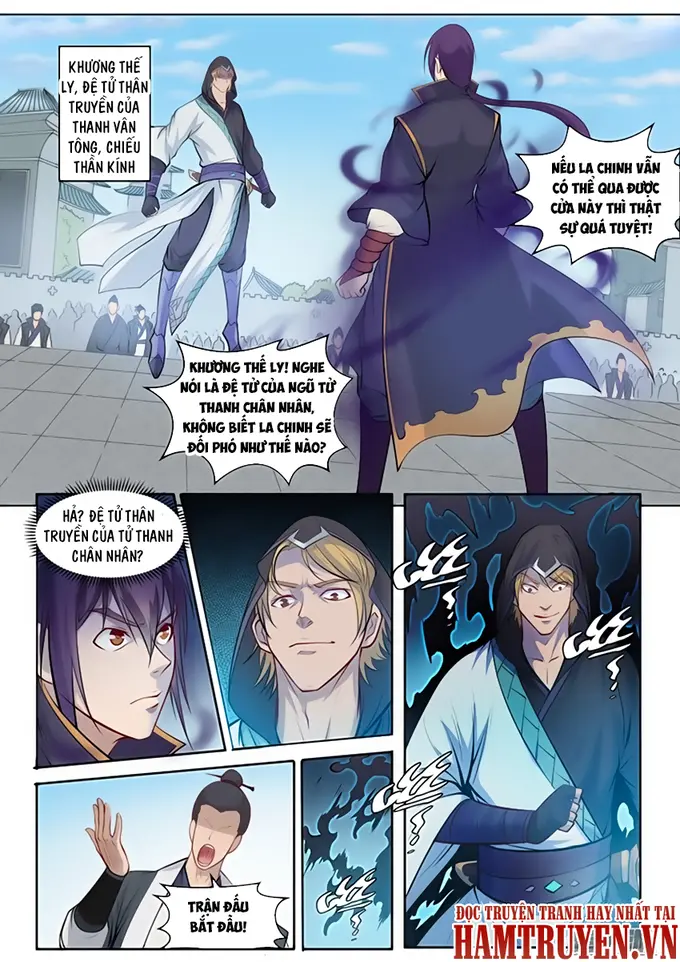 KHƯƠNG THẾ
LY, ĐỆ TỬ THÂN
TRUYỀN CỦA
THANH VÂN
TÔNG, CHIẾU
THẦN KÍNH
NẾU LA CHINH VẪN
CÓ THỂ QUA ĐƯỢC
CỬA NÀY THÌ THẬT
SỰ QUÁ TUYỆT!
KHƯƠNG THẾ LY! NGHE
NÓI LÀ ĐỆ TỬ CỦA NGŨ TỬ
THANH CHÂN NHÂN,
KHÔNG BIẾT LA CHINH SẼ
ĐỐI PHÓ NHƯ THẾ NÀO?
HẢ? ĐỆ TỬ THÂN
TRUYỀN CỦA TỬ THANH
CHÂN NHÂN?
TRẬN ĐẤU
BẮT ĐẦU!
ĐỌC TRUYỆN TRANH HAY NHẤT TẠI
HAMTRUYEN.VN